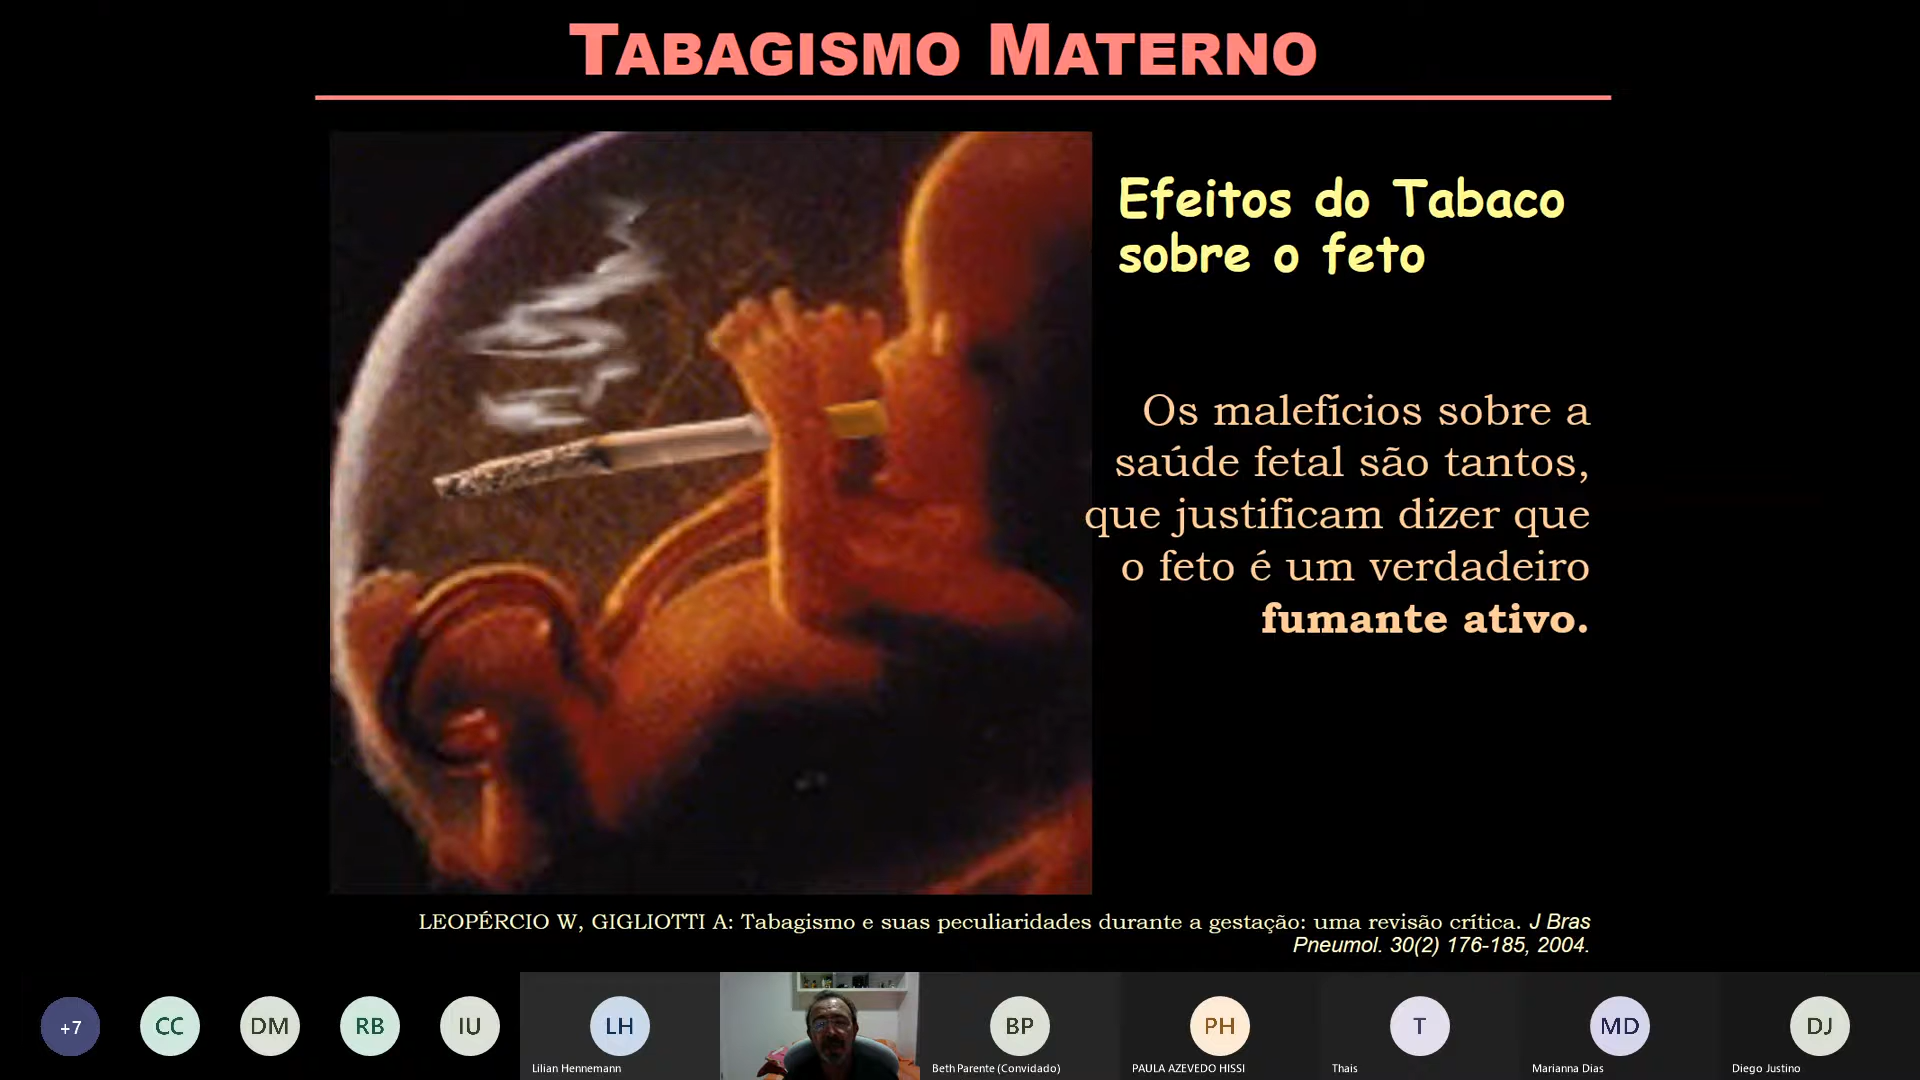 TABAGISMO MATERNO
Efeitos do Tabaco
sobre o feto
Os malefícios sobre a
saúde fetal são tantos,
que justificam dizer que
o feto é um verdadeiro
fumante ativo.
LEOPÉRCIO W, GIGLIOTTI A: Tabagismo e suas peculiaridades durante a gestação: uma revisão crítica. J Bras
Pneumol. 30(2) 176-185, 2004.
+7
CC
DM
RB
IU
LH
BP
PH
T
MD
DJ
Lilian Hennemann
Beth Parente (Convidado)
PAULA AZEVEDO HISSI
Thais
Marianna Dias
Diego Justino